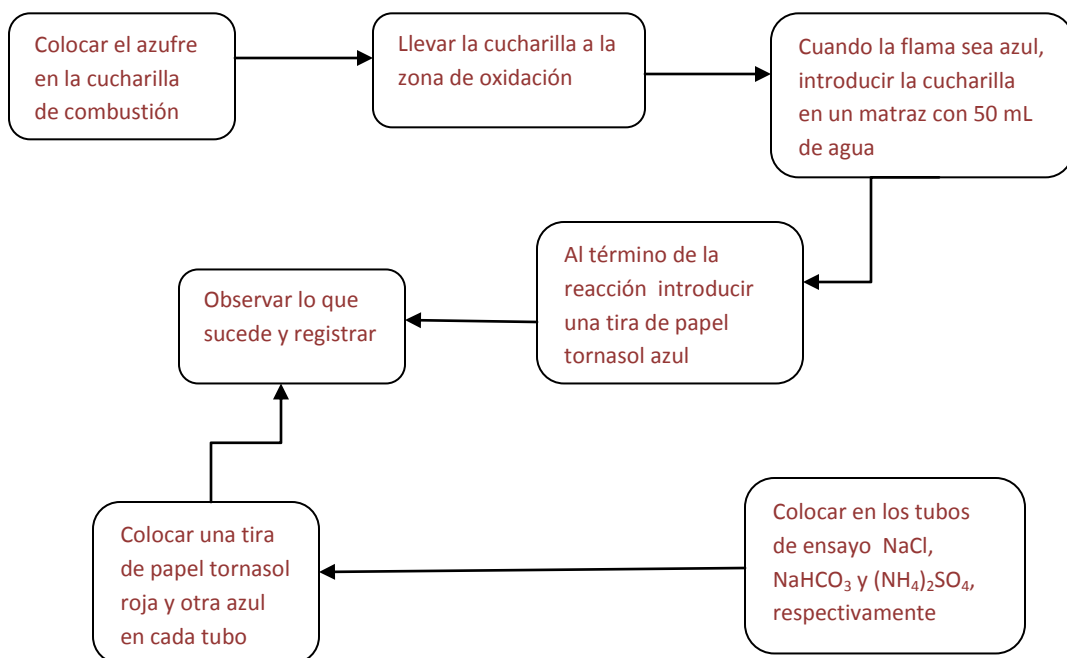 Colocar el azufre
en la cucharilla
de combustión
Llevar la cucharilla a la
zona de oxidación
Cuando la flama sea azul,
introducir la cucharilla
en un matraz con 50 mL
de agua
Al término de la
reacción  introducir
una tira de papel
tornasol azul
Observar lo que
sucede y registrar
Colocar en los tubos
de ensayo  NaCl,
NaHCO₃ y (NH₄)₂SO₄,
respectivamente
Colocar una tira
de papel tornasol
roja y otra azul
en cada tubo